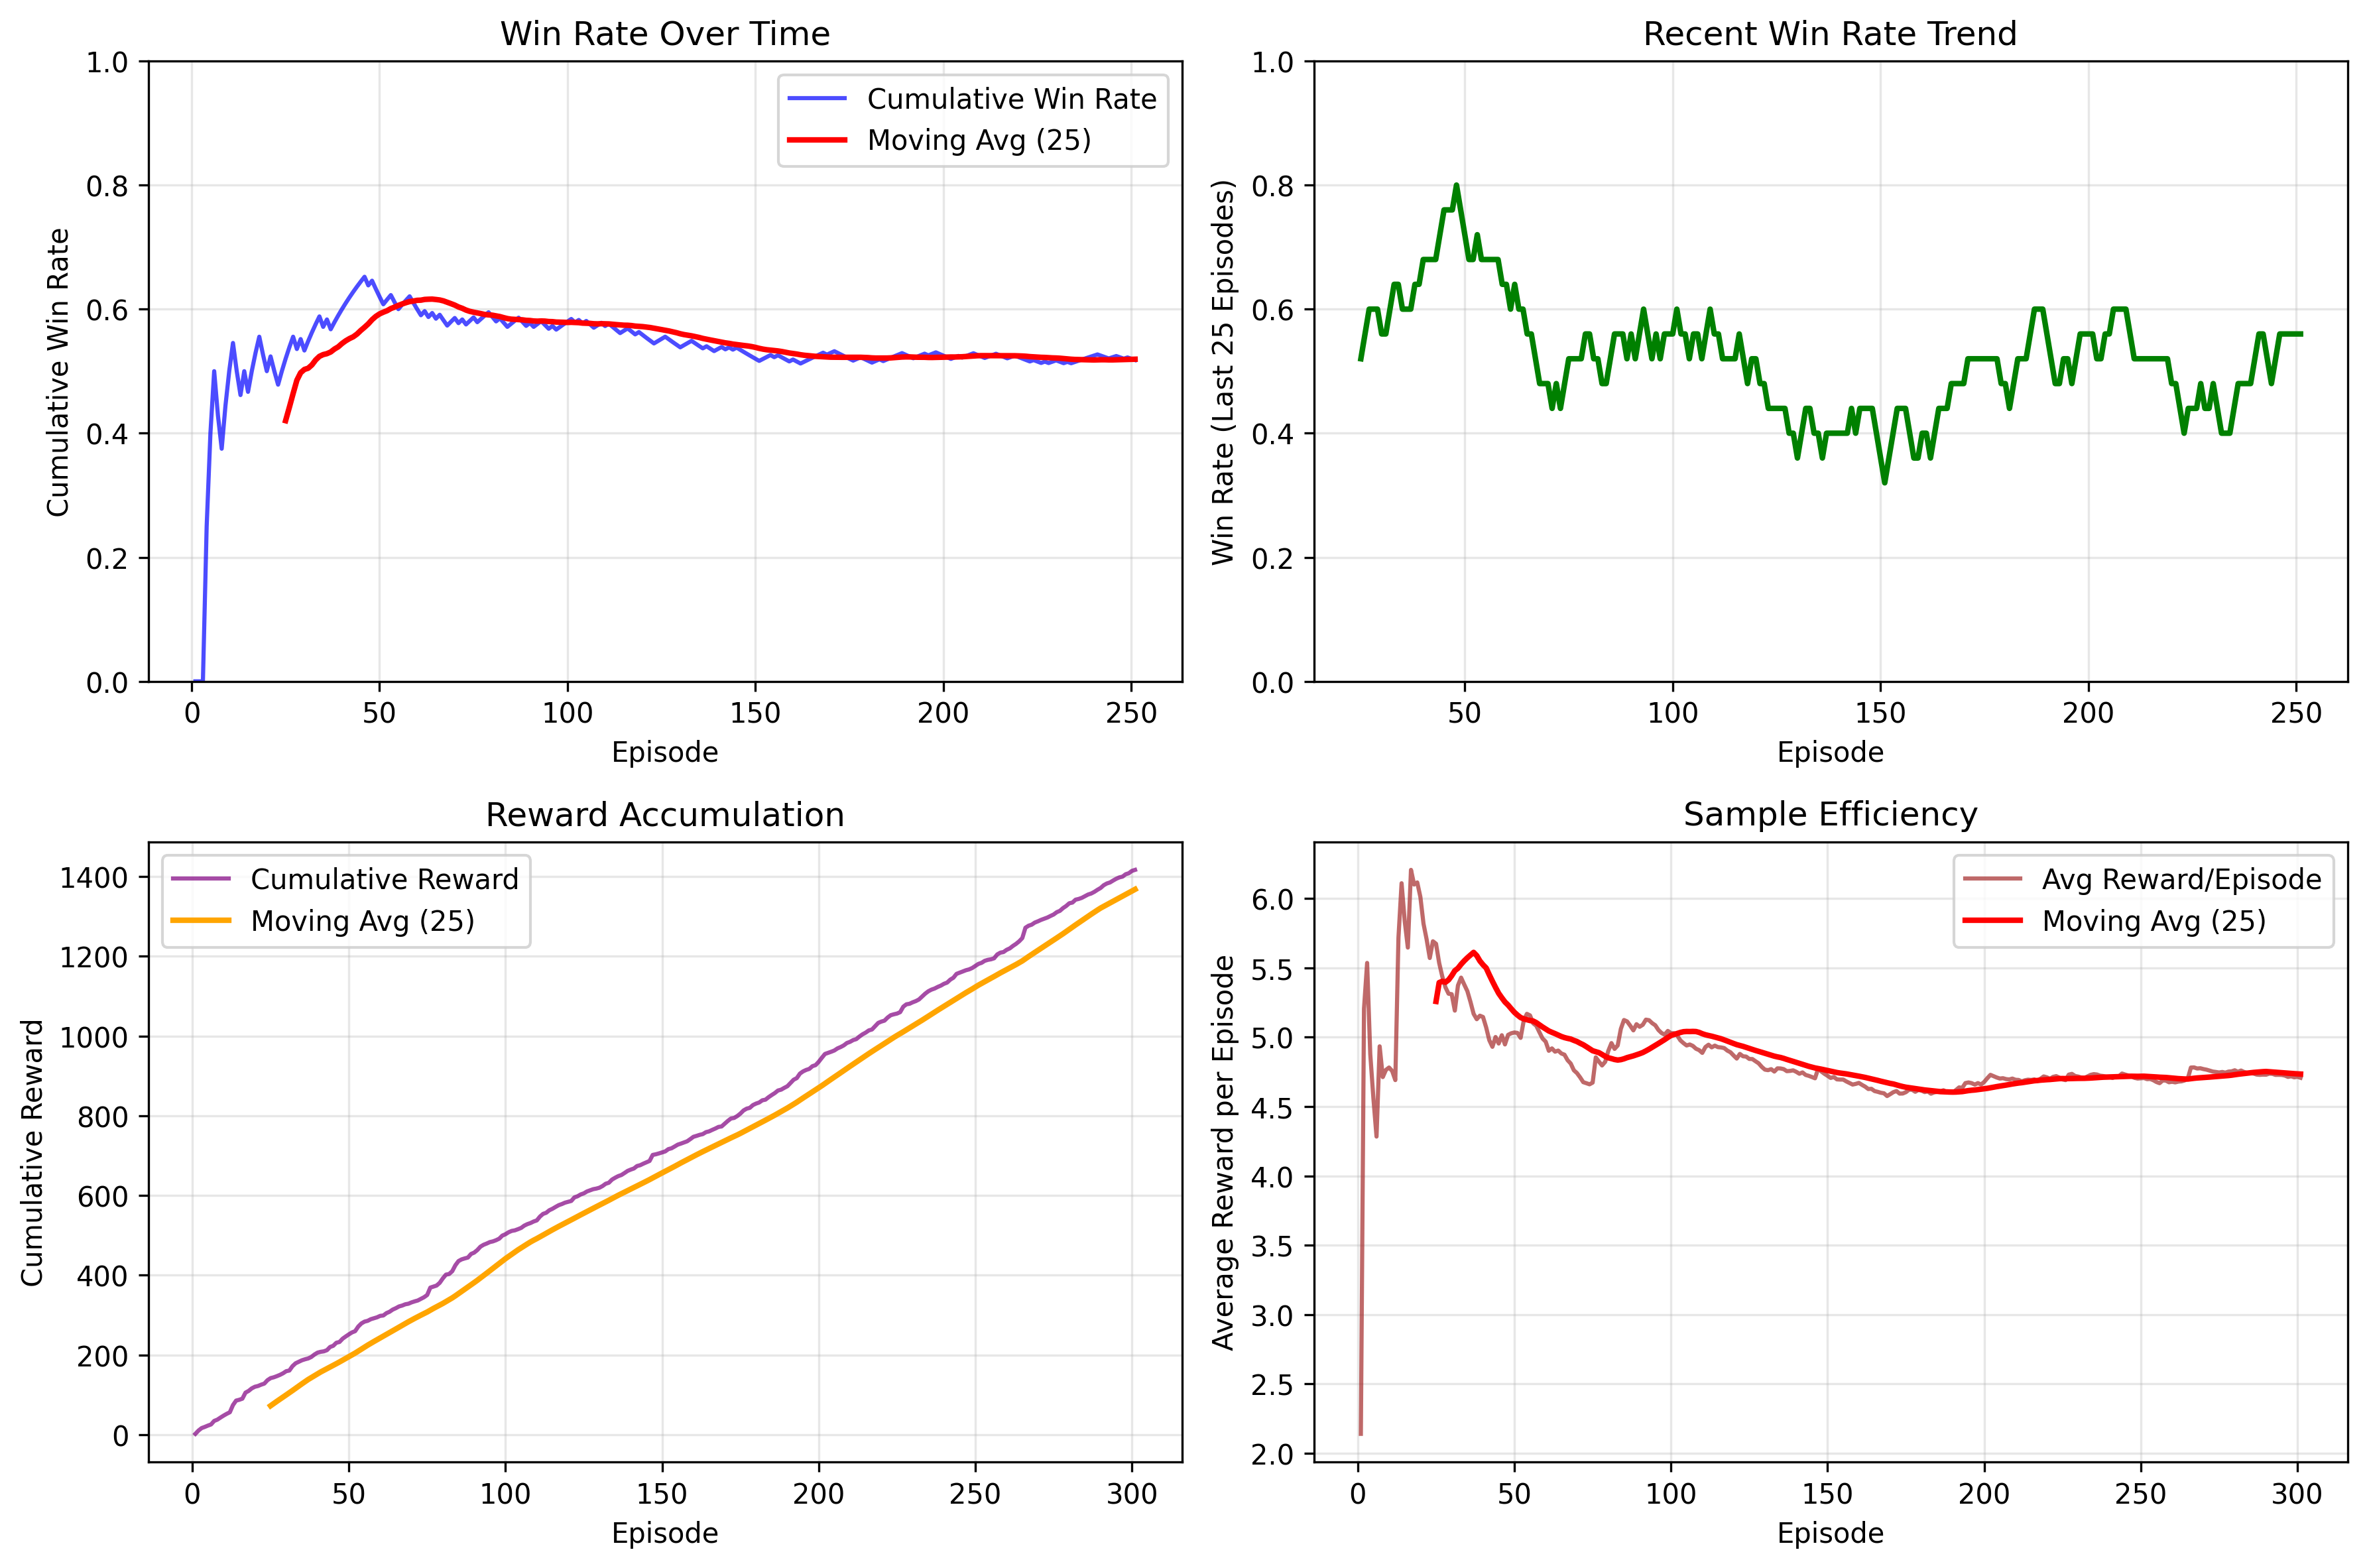 Win Rate Over Time
Cumulative Win Rate
1.0
0.8
0.6
0.4
0.2
0.0
Cumulative Win Rate
Moving Avg (25)
0 50 100 150 200 250
Episode
Recent Win Rate Trend
Win Rate (Last 25 Episodes)
1.0
0.8
0.6
0.4
0.2
0.0
50 100 150 200 250
Episode
Reward Accumulation
Cumulative Reward
1400
1200
1000
800
600
400
200
0
Cumulative Reward
Moving Avg (25)
0 50 100 150 200 250 300
Episode
Sample Efficiency
Average Reward per Episode
6.0
5.5
5.0
4.5
4.0
3.5
3.0
2.5
2.0
Avg Reward/Episode
Moving Avg (25)
0 50 100 150 200 250 300
Episode